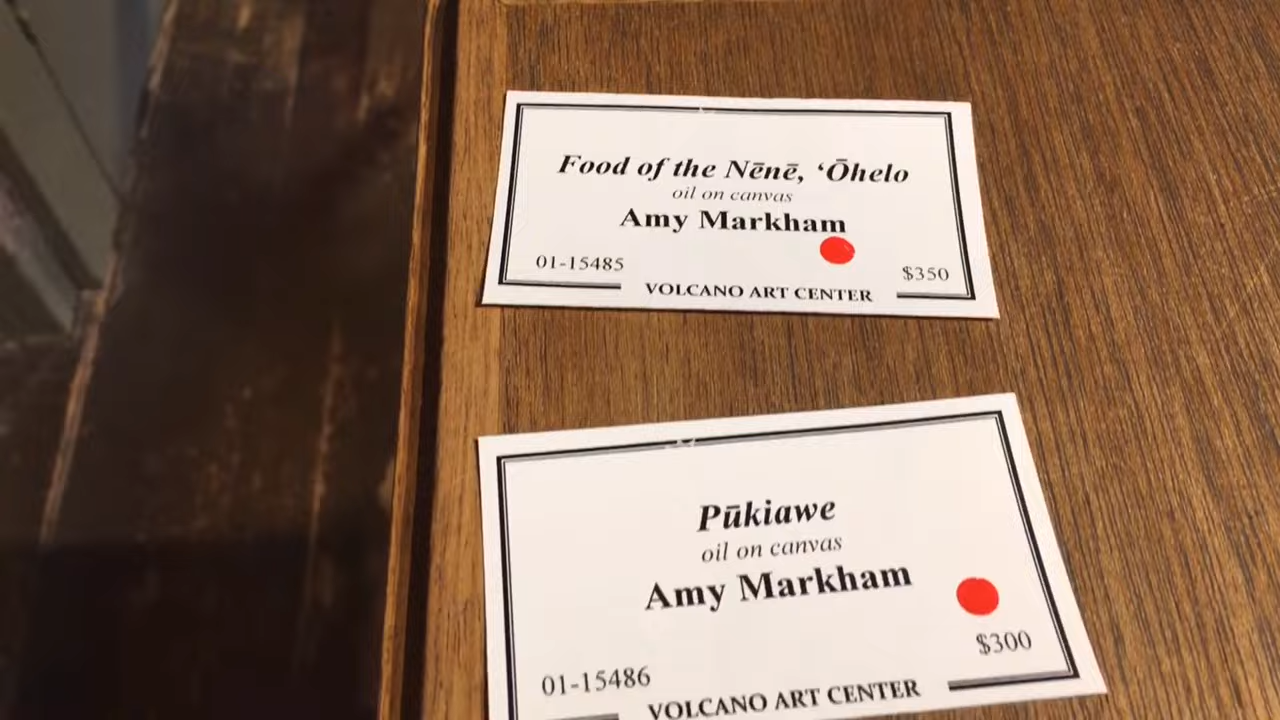 Food of the Nēnē, ‘Ōhelo
oil on canvas
Amy Markham
01-15485
$350
VOLCANO ART CENTER
Pūkiawe
oil on canvas
Amy Markham
$300
01-15486
VOLCANO ART CENTER